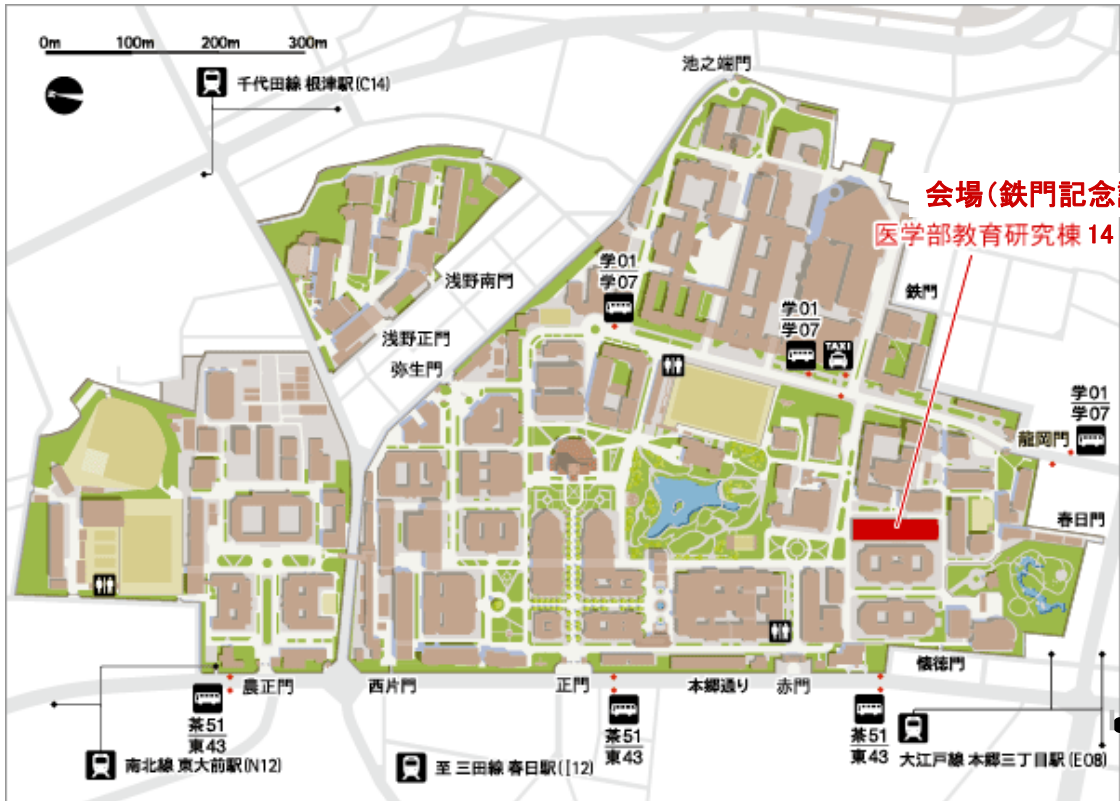 0m 100m 200m 300m
千代田線 根津駅(C14)
池之端門
会場(鉄門記念
医学部教育研究棟 14
学01
学07
浅野南門
鉄門
学01
学07
TAXI
浅野正門
弥生門
学01
学07
龍岡門
春日門
懐徳門
農正門
西片門
正門
本郷通り
赤門
茶51
東43
茶51
東43
茶51
東43
南北線 東大前駅(N12)
至 三田線 春日駅(I12)
大江戸線 本郷三丁目駅(E08)